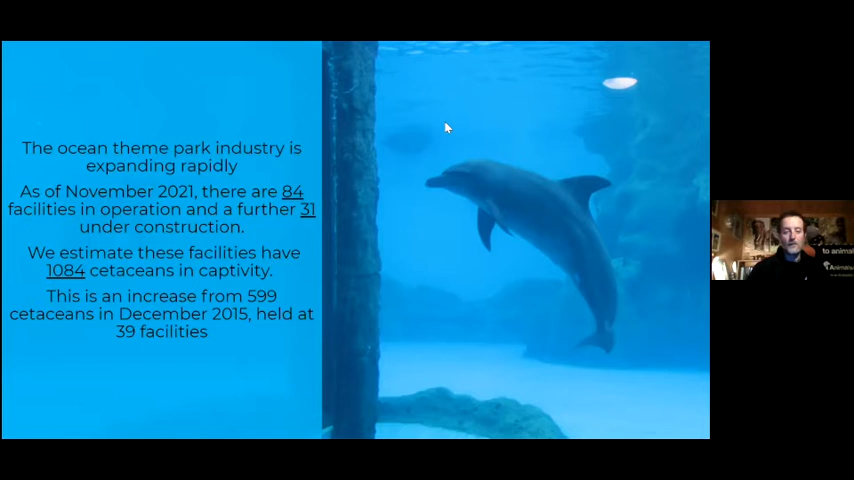 The ocean theme park industry is
expanding rapidly
As of November 2021, there are 84
facilities in operation and a further 31
under construction.
We estimate these facilities have
1084 cetaceans in captivity.
This is an increase from 599
cetaceans in December 2015, held at
39 facilities
to animal